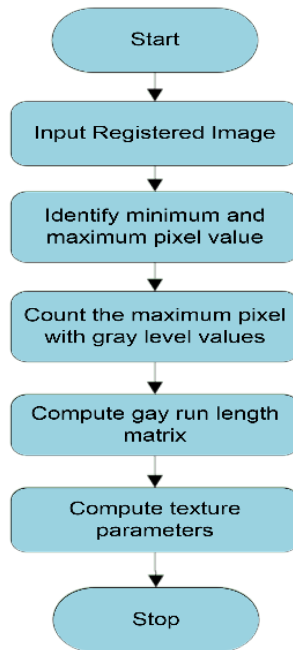 Start
Input Registered Image
Identify minimum and
maximum pixel value
Count the maximum pixel
with gray level values
Compute gay run length
matrix
Compute texture
parameters
Stop